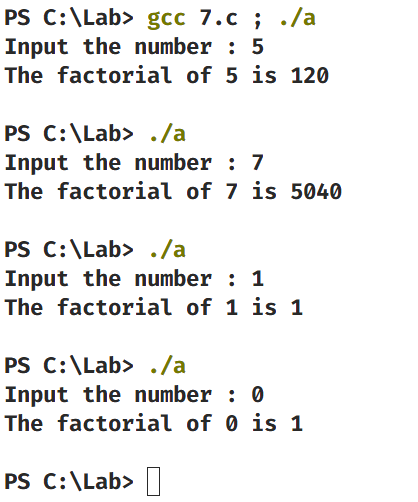 PS C:\Lab> gcc 7.c ; ./a
Input the number : 5
The factorial of 5 is 120
PS C:\Lab> ./a
Input the number : 7
The factorial of 7 is 5040
PS C:\Lab> ./a
Input the number : 1
The factorial of 1 is 1
PS C:\Lab> ./a
Input the number : 0
The factorial of 0 is 1
PS C:\Lab>